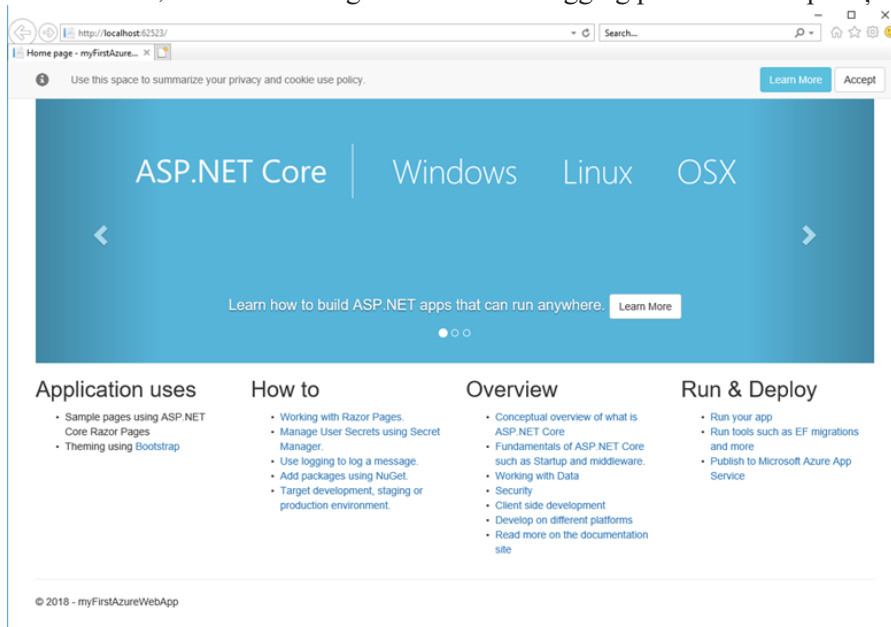 http://localhost:62523/
Search...
Home page - myFirstAzure...
Use this space to summarize your privacy and cookie use policy.
Learn More
Accept
ASP.NET Core
Windows
Linux
OSX
Learn how to build ASP.NET apps that can run anywhere.
Learn More
Application uses
Sample pages using ASP.NET
Core Razor Pages
Theming using Bootstrap
How to
Working with Razor Pages.
Manage User Secrets using Secret
Manager.
Use logging to log a message.
Add packages using NuGet.
Target development, staging or
production environment.
Overview
Conceptual overview of what is
ASP.NET Core
Fundamentals of ASP.NET Core
such as Startup and middleware.
Working with Data
Security
Client side development
Develop on different platforms
Read more on the documentation
site
Run & Deploy
Run your app
Run tools such as EF migrations
and more
Publish to Microsoft Azure App
Service
© 2018 - myFirstAzureWebApp